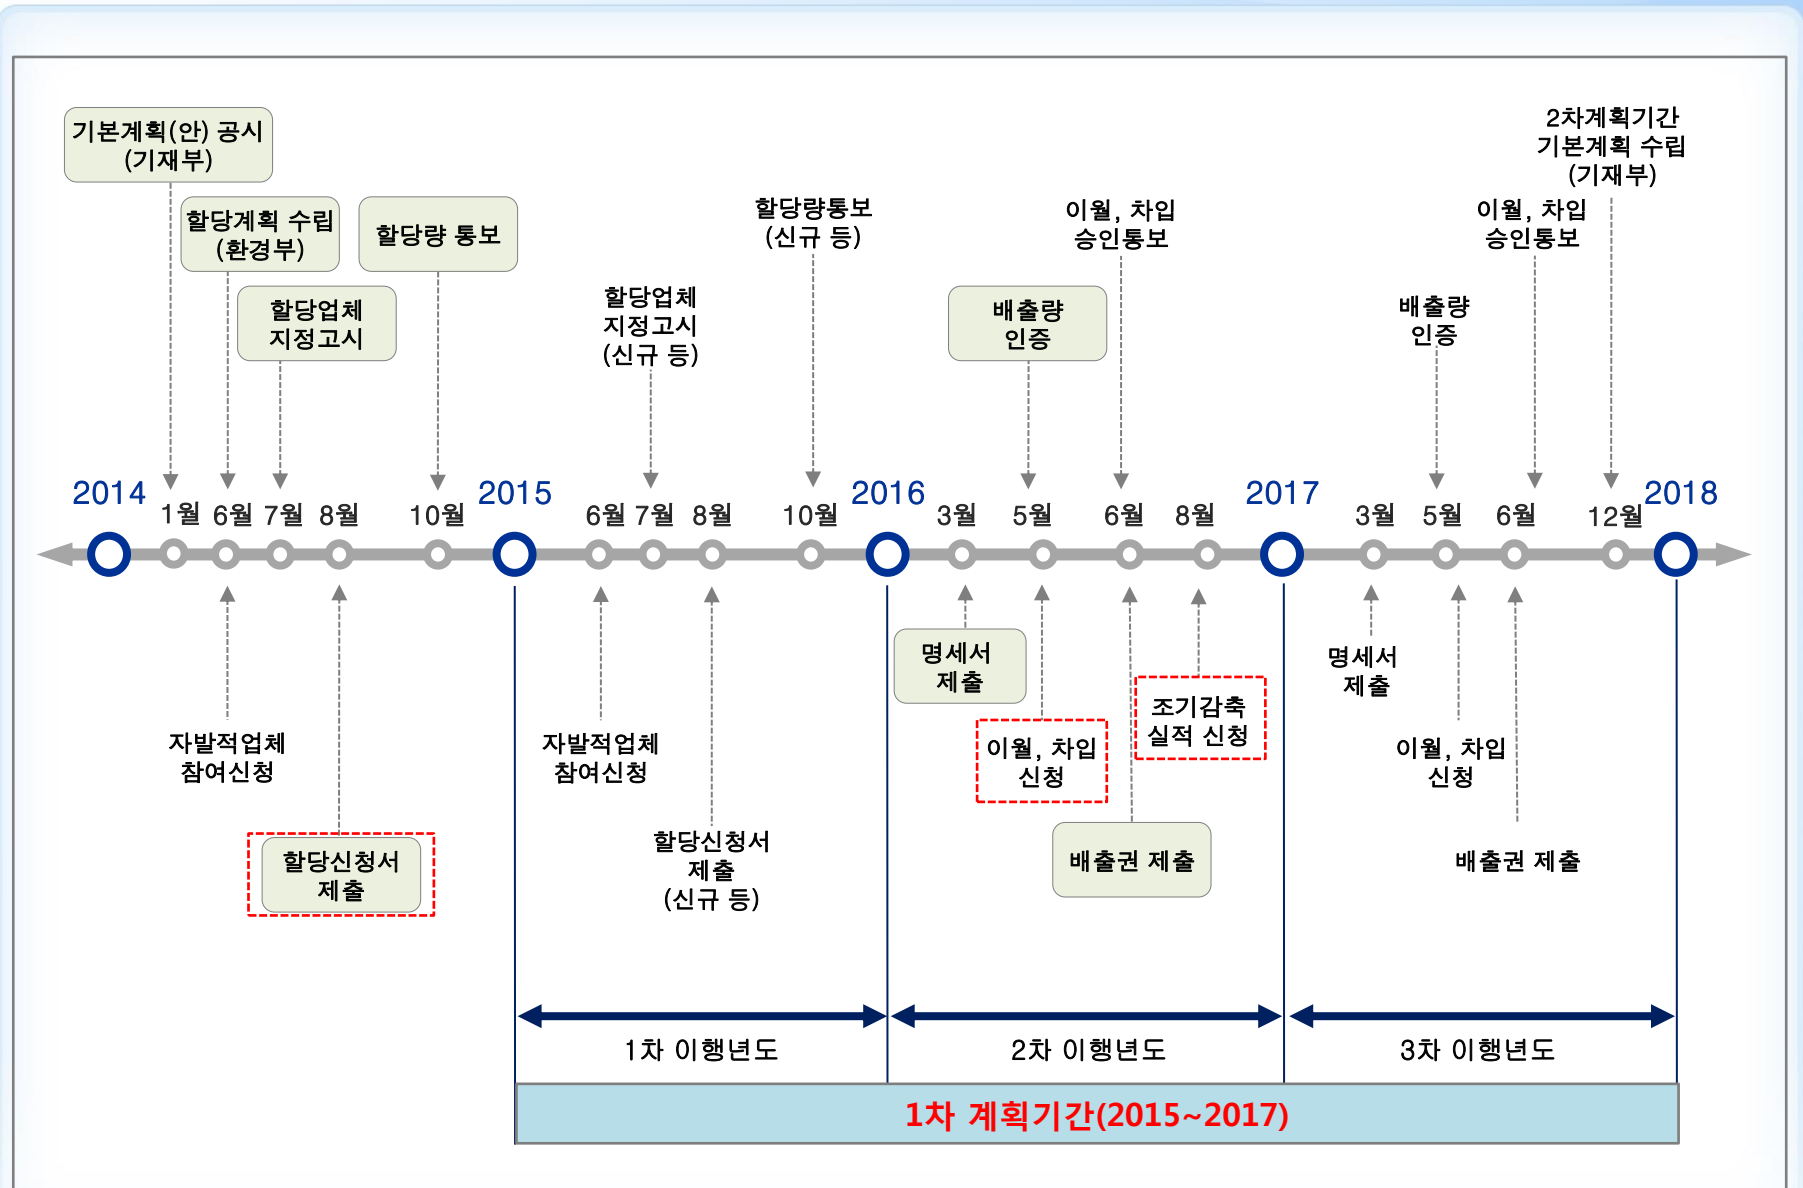 기본계획(안) 공시
(기재부)
할당계획 수립
(환경부)
할당업체
지정고시
할당량 통보
할당업체
지정고시
(신규 등)
할당량통보
(신규 등)
배출량
인증
이월, 차입
승인통보
배출량
인증
이월, 차입
승인통보
2차계획기간
기본계획 수립
(기재부)
2014
1월
6월
7월
8월
10월
2015
6월
7월
8월
10월
2016
3월
5월
6월
8월
2017
3월
5월
6월
12월
2018
자발적업체
참여신청
할당신청서
제출
자발적업체
참여신청
할당신청서
제출
(신규 등)
명세서
제출
이월, 차입
신청
배출권 제출
조기감축
실적 신청
명세서
제출
이월, 차입
신청
배출권 제출
1차 이행년도
2차 이행년도
3차 이행년도
1차 계획기간(2015~2017)